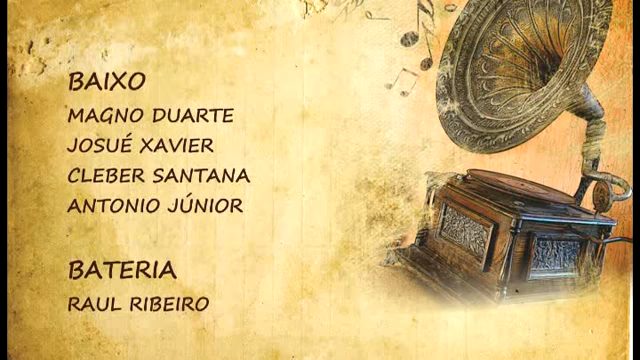 BAIXO
MAGNO DUARTE
JOSUÉ XAVIER
CLEBER SANTANA
ANTONIO JÚNIOR
BATERIA
RAUL RIBEIRO